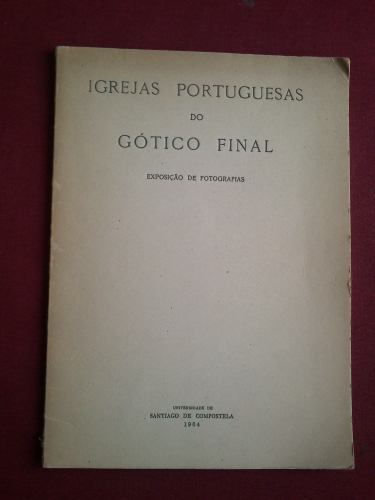 IGREJAS PORTUGUESAS
DO
GÓTICO FINAL
EXPOSIÇÃO DE FOTOGRAFIAS
UNIVERSIDADE DE
SANTIAGO DE COMPOSTELA
1964